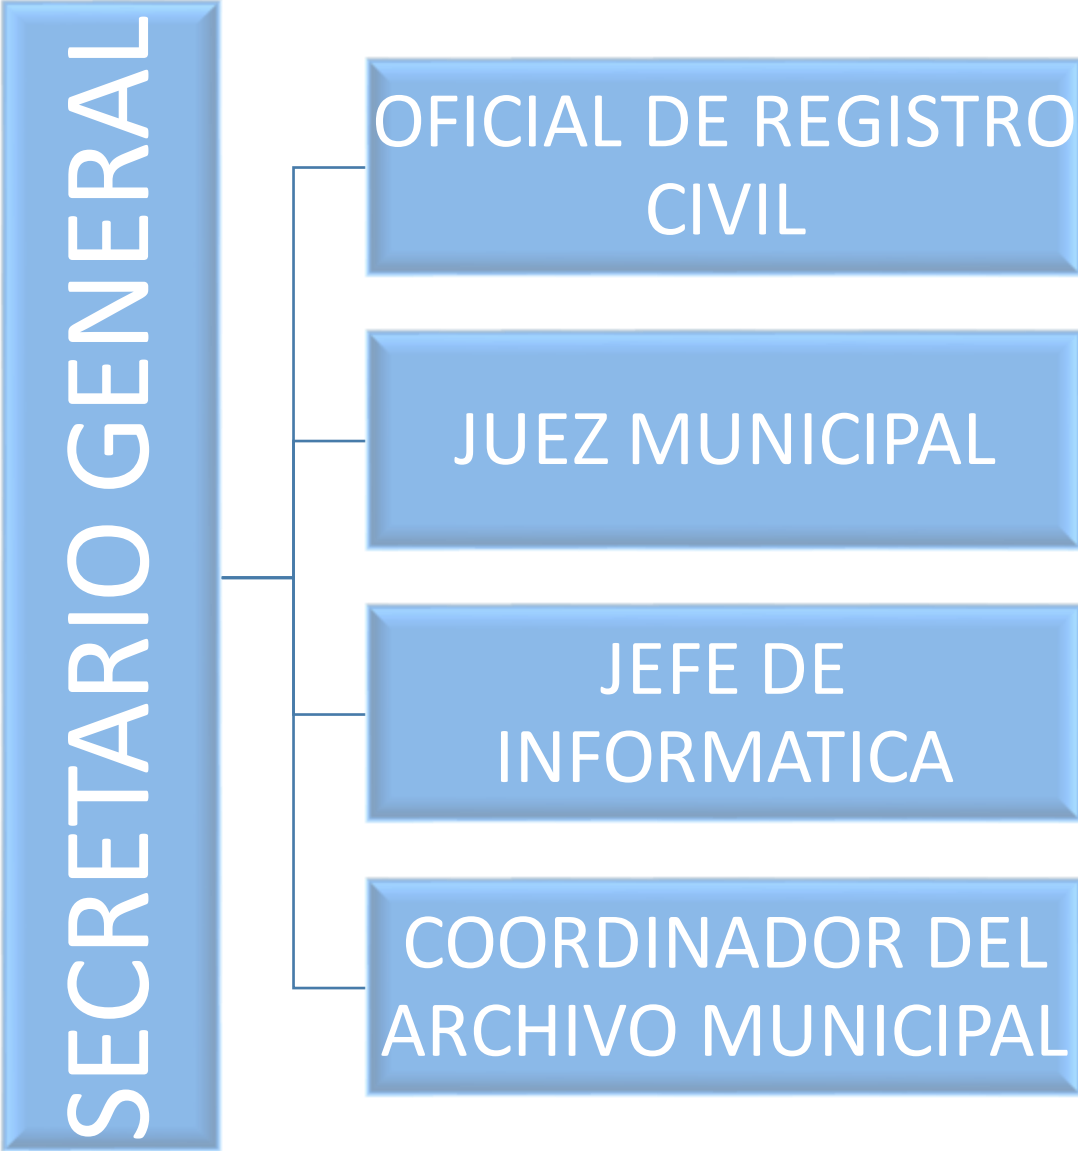 SECRETARIO GENERAL
OFICIAL DE REGISTRO
CIVIL
JUEZ MUNICIPAL
JEFE DE
INFORMATICA
COORDINADOR DEL
ARCHIVO MUNICIPAL